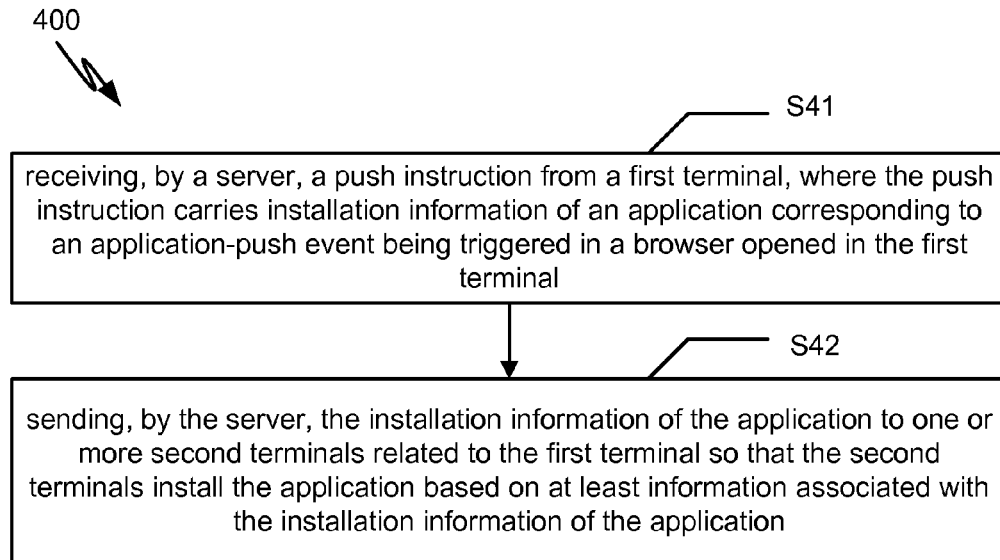 400
S41
receiving, by a server, a push instruction from a first terminal, where the push
instruction carries installation information of an application corresponding to
an application-push event being triggered in a browser opened in the first
terminal
S42
sending, by the server, the installation information of the application to one or
more second terminals related to the first terminal so that the second
terminals install the application based on at least information associated with
the installation information of the application